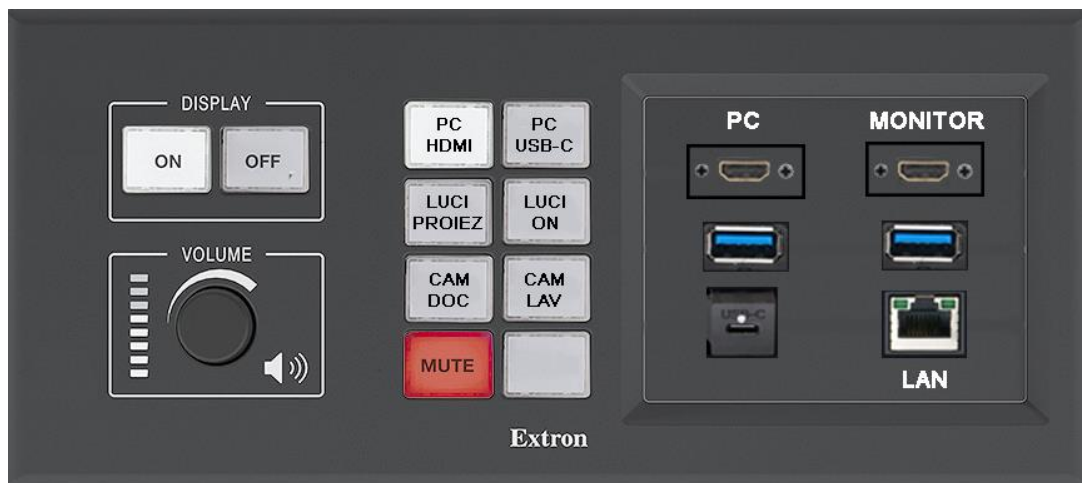 DISPLAY
ON
OFF
VOLUME
PC
HDMI
PC
USB-C
LUCI
PROIEZ
LUCI
ON
CAM
DOC
CAM
LAV
MUTE
Extron
PC
MONITOR
USB-C
LAN